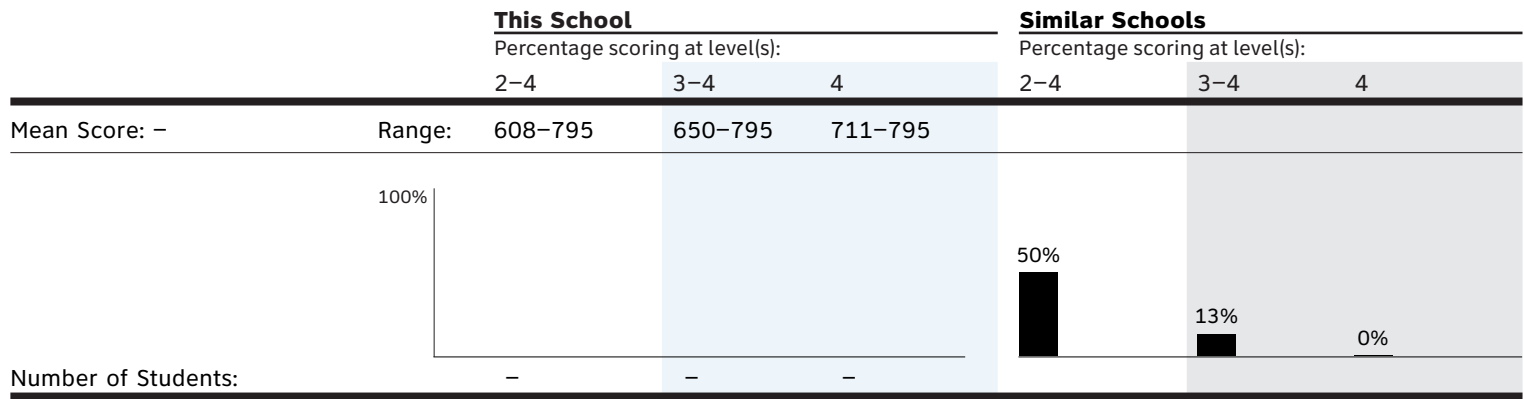 This School Similar Schools
Percentage scoring at level(s): Percentage scoring at level(s):
2–4 3–4 4 2–4 3–4 4
Mean Score: – Range: 608–795 650–795 711–795
100%
50%
13%
0%
Number of Students: – – –